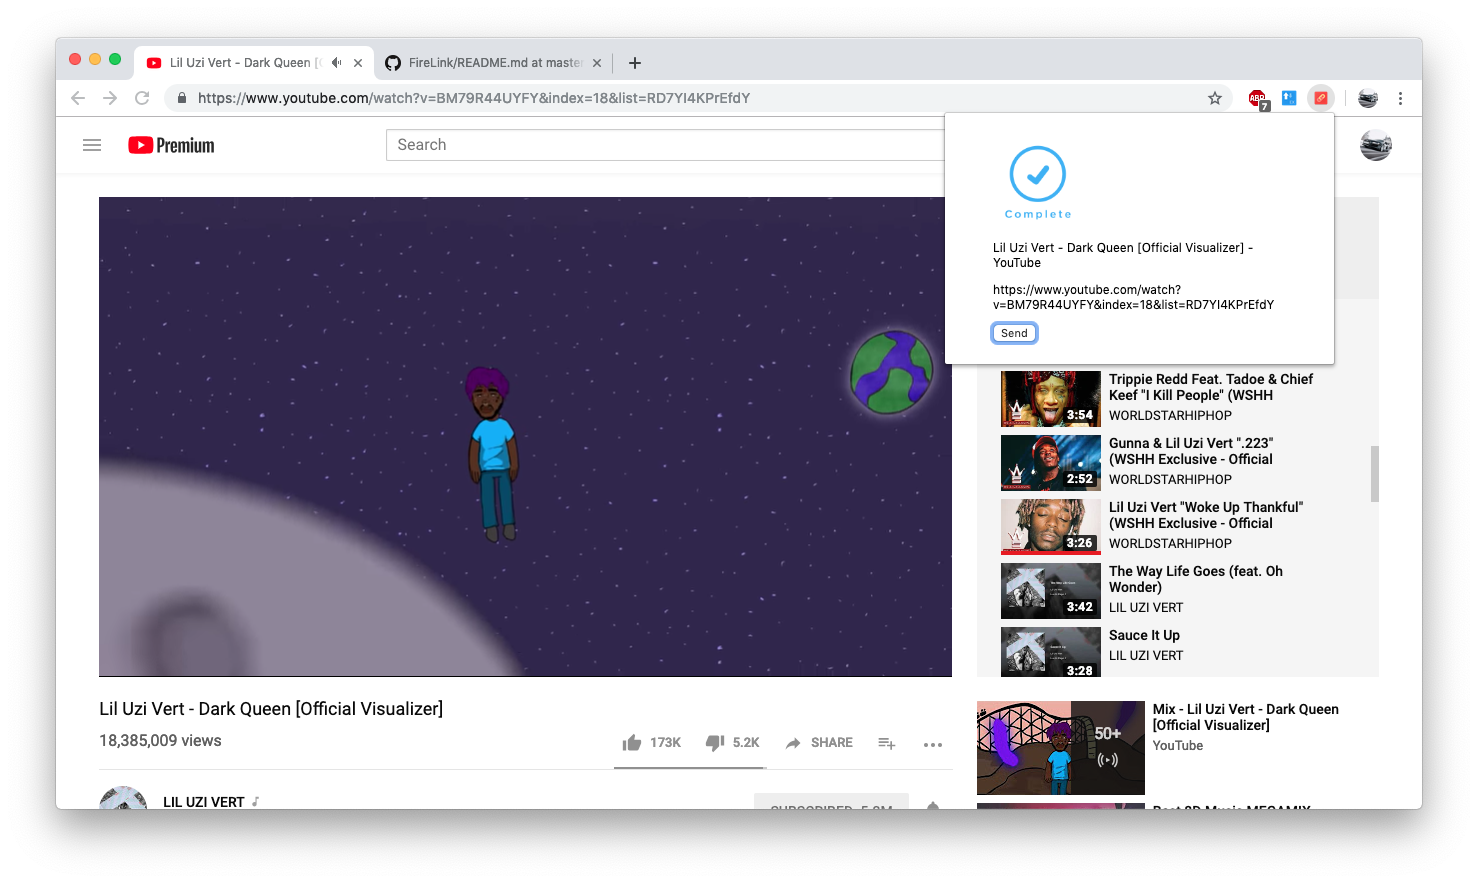 Lil Uzi Vert - Dark Queen [
FireLink/README.md at master
https://www.youtube.com/watch?v=BM79R44UYFY&index=18&list=RD7YI4KPrEfdY
ABP
7
Premium
Search
Complete
Lil Uzi Vert - Dark Queen [Official Visualizer] -
YouTube
https://www.youtube.com/watch?
v=BM79R44UYFY&index=18&list=RD7YI4KPrEfdY
Send
3:54
Trippie Redd Feat. Tadoe & Chief
Keef "I Kill People" (WSHH
WORLDSTARHIPHOP
2:52
Gunna & Lil Uzi Vert ".223"
(WSHH Exclusive - Official
WORLDSTARHIPHOP
3:26
Lil Uzi Vert "Woke Up Thankful"
(WSHH Exclusive - Official
WORLDSTARHIPHOP
3:42
The Way Life Goes (feat. Oh
Wonder)
LIL UZI VERT
3:28
Sauce It Up
LIL UZI VERT
Lil Uzi Vert - Dark Queen [Official Visualizer]
18,385,009 views
173K
5.2K
SHARE
50+
Mix - Lil Uzi Vert - Dark Queen
[Official Visualizer]
YouTube
LIL UZI VERT